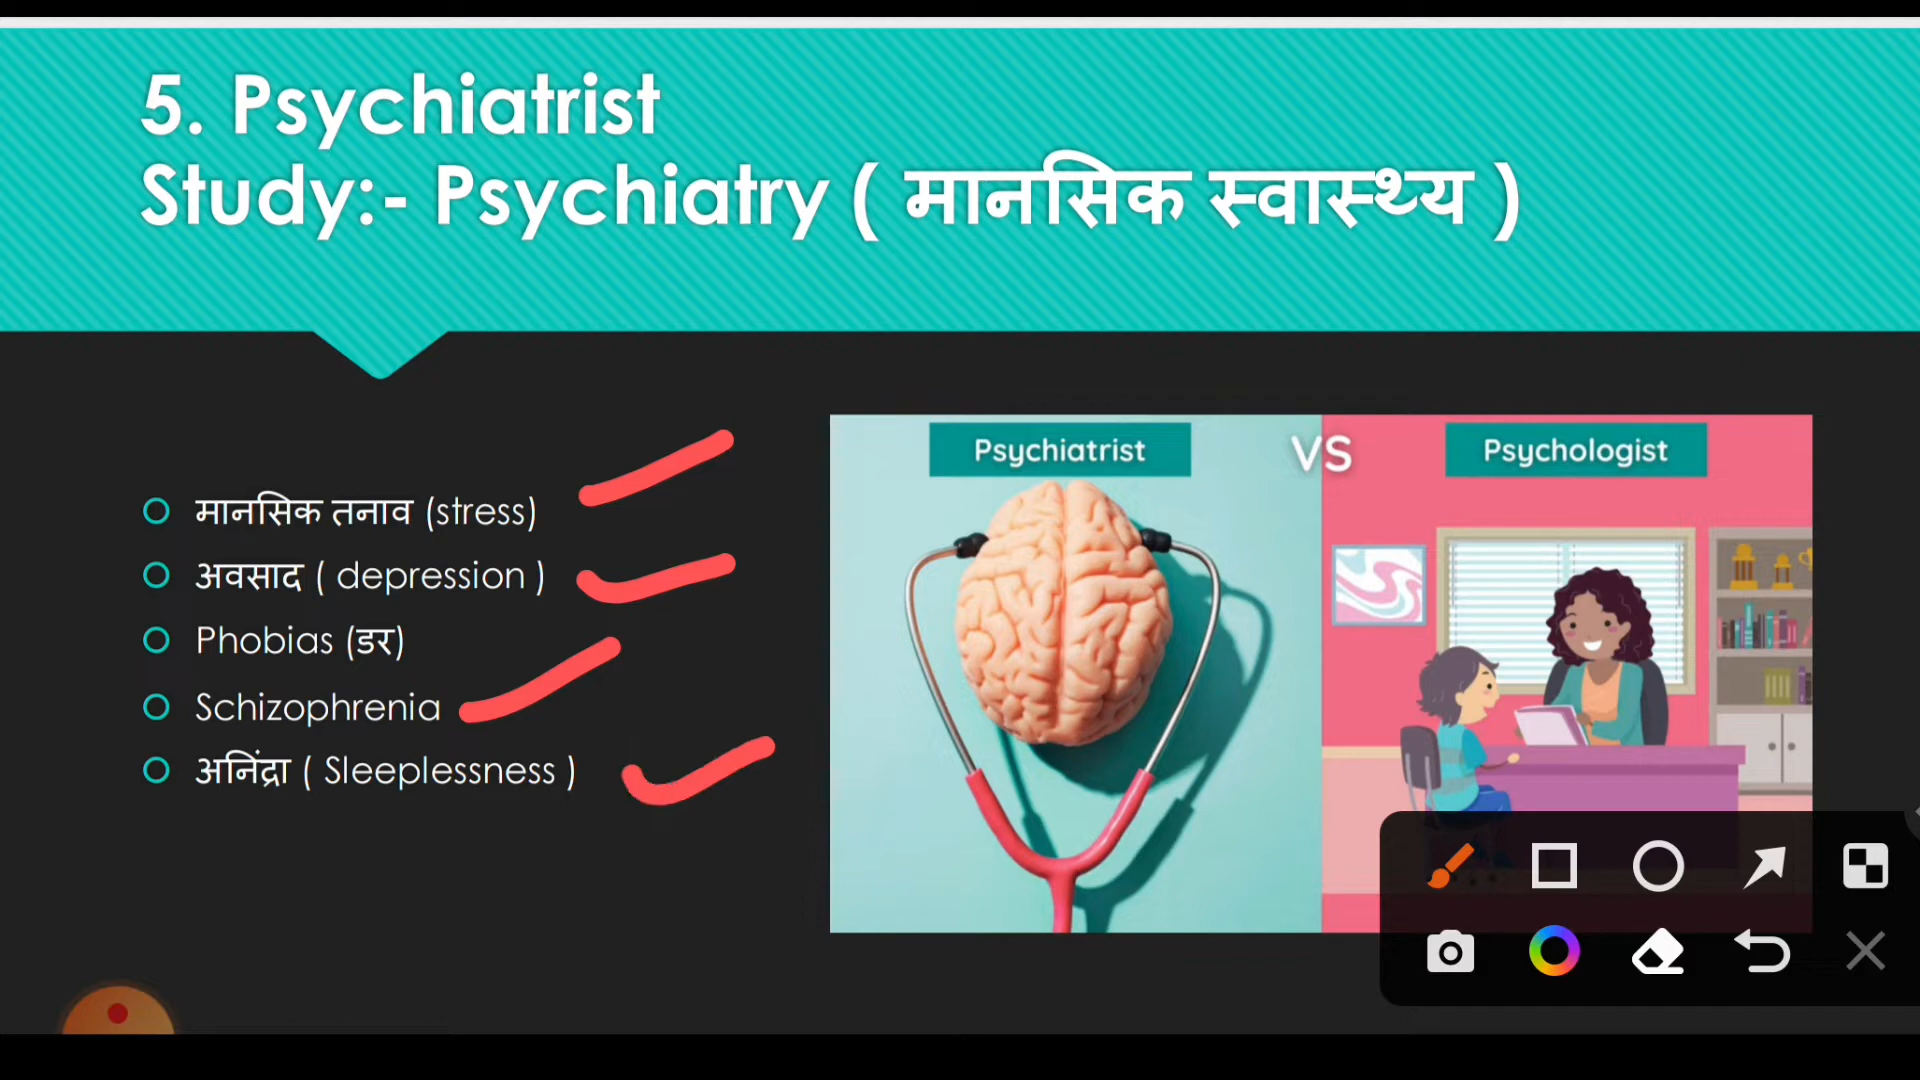 5. Psychiatrist
Study:- Psychiatry ( मानसिक स्वास्थ्य )
मानसिक तनाव (stress)
अवसाद ( depression )
Phobias (डर)
Schizophrenia
अनिंद्रा ( Sleeplessness )
Psychiatrist VS Psychologist